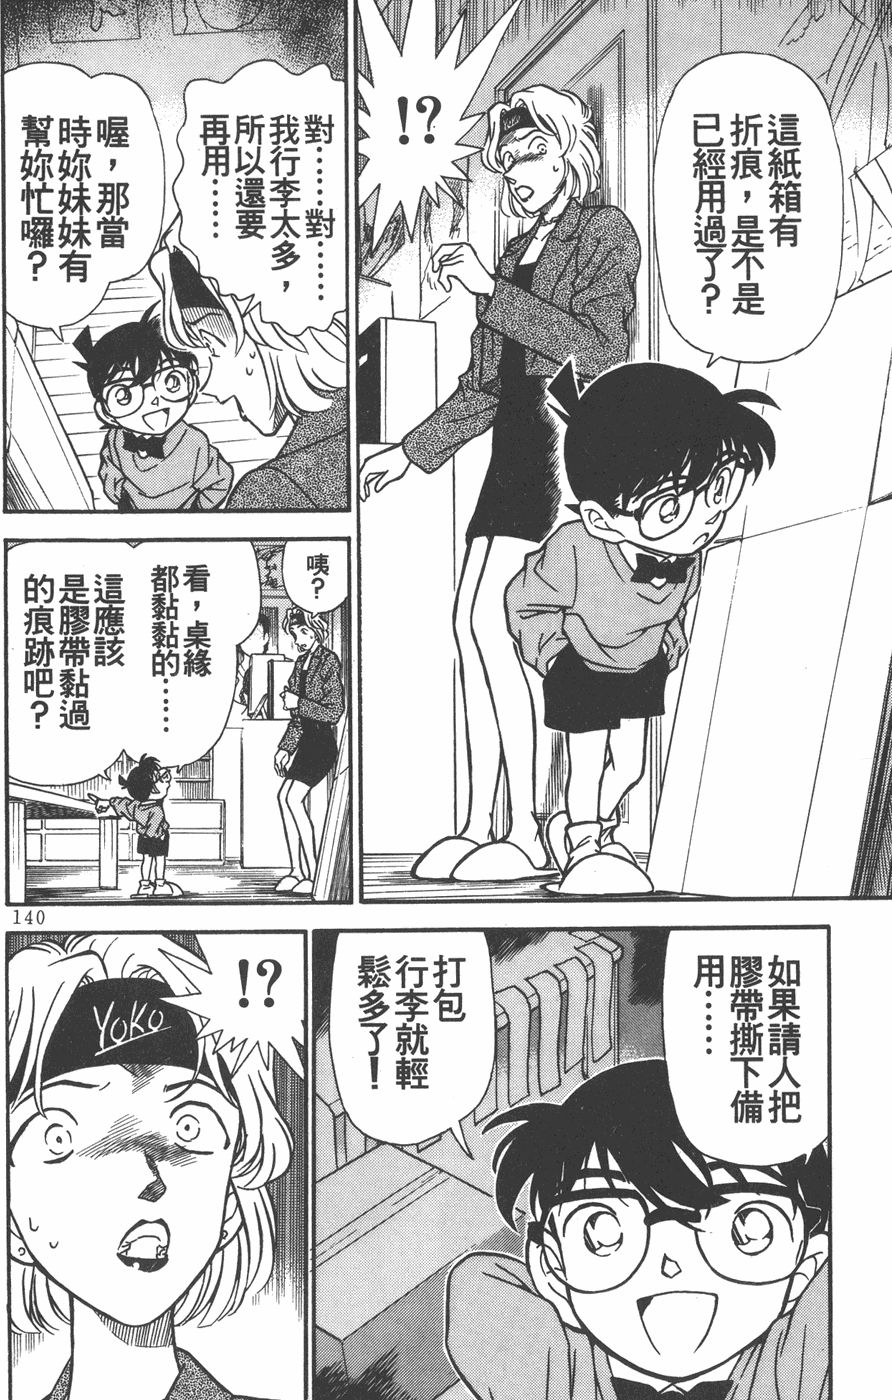 這紙箱有
折痕，是不是
已經用過了？
！？
對……對……
我行李太多，
所以還要
再用……
喔，那當
時妳妹妹有
幫妳忙囉？
咦？
看，桌緣
都黏黏的……
這應該
是膠帶黏過
的痕跡吧？
140
如果請人把
膠帶撕下備
用……
打包
行李就輕
鬆多了！
！？
YOKO